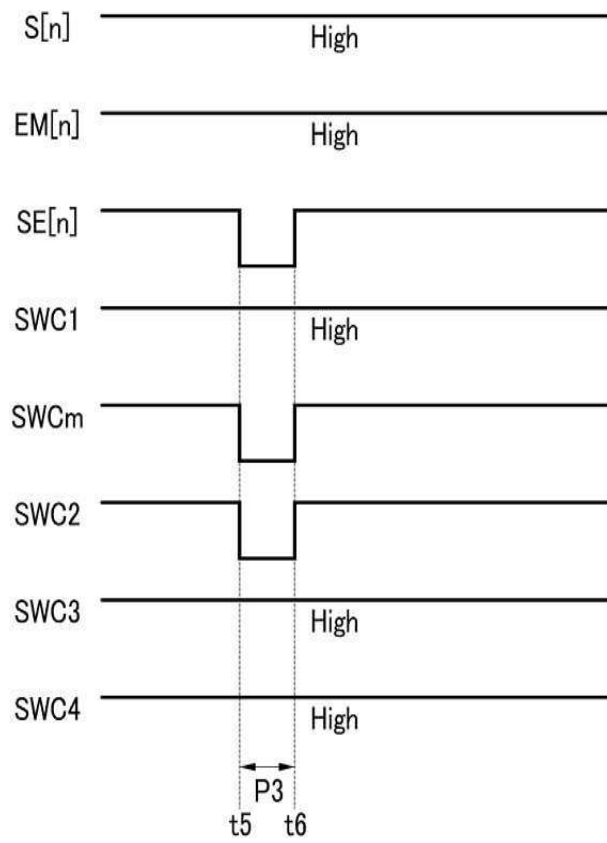 S[n]
High
EM[n]
High
SE[n]
SWC1
High
SWCm
SWC2
SWC3
High
SWC4
High
P3
t5 t6